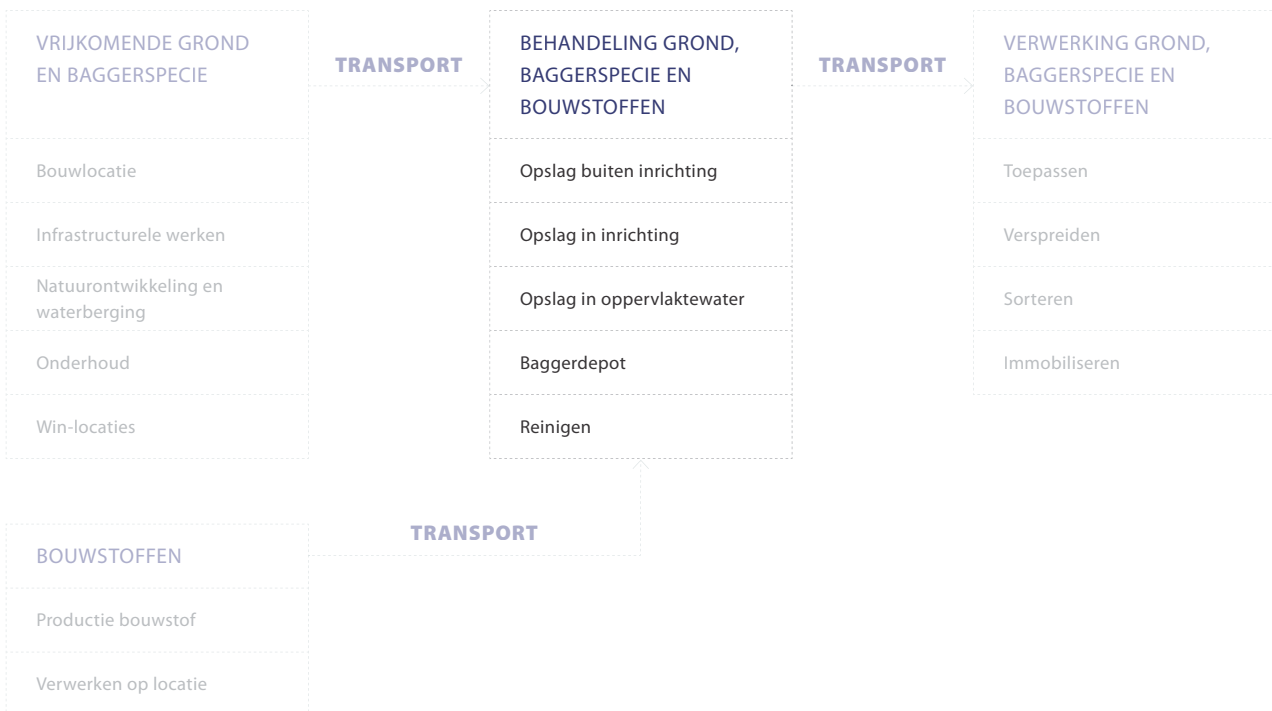 VRIJKOMENDE GROND
EN BAGGERSPECIE
Bouwlocatie
Infrastructurele werken
Natuurontwikkeling en
waterberging
Onderhoud
Win-locaties
TRANSPORT
BEHANDELING GROND,
BAGGERSPECIE EN
BOUWSTOFFEN
Opslag buiten inrichting
Opslag in inrichting
Opslag in oppervlaktewater
Baggerdepot
Reinigen
TRANSPORT
VERWERKING GROND,
BAGGERSPECIE EN
BOUWSTOFFEN
Toepassen
Verspreiden
Sorteren
Immobiliseren
BOUWSTOFFEN
Productie bouwstof
Verwerken op locatie
TRANSPORT